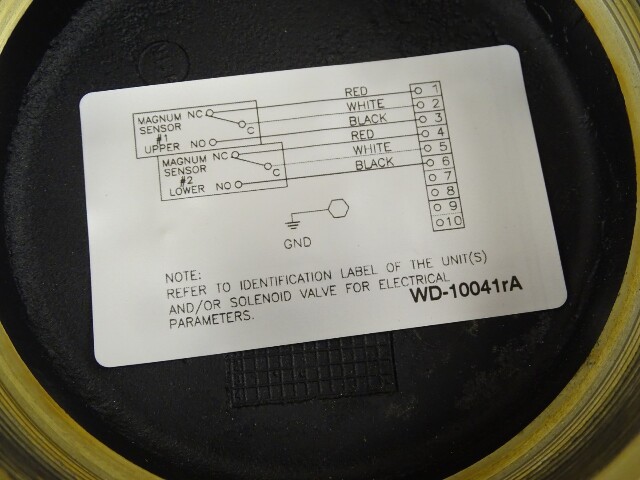 RED 1
WHITE 2
MAGNUM NC
SENSOR C
#1
UPPER NO
BLACK 3
RED 4
MAGNUM NC
SENSOR C
#2
LOWER NO
WHITE 5
BLACK 6
7
8
9
10
GND
NOTE:
REFER TO IDENTIFICATION LABEL OF THE UNIT(S)
AND/OR SOLENOID VALVE FOR ELECTRICAL
PARAMETERS.
WD-10041rA